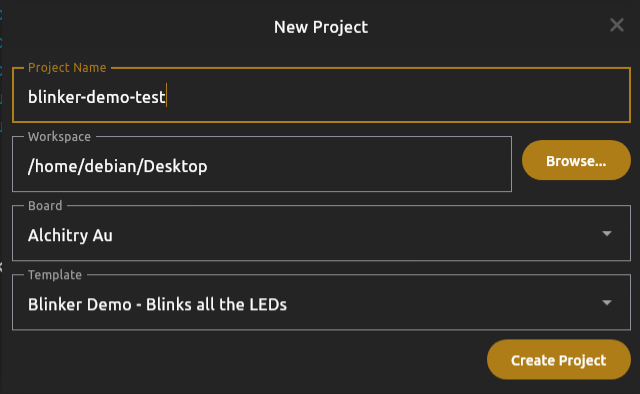 New Project
Project Name
blinker-demo-test
Workspace
/home/debian/Desktop
Browse...
Board
Alchitry Au
Template
Blinker Demo - Blinks all the LEDs
Create Project